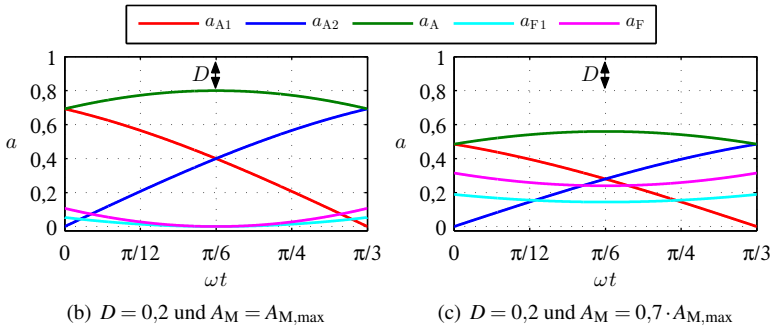 a_A1 a_A2 a_A a_F1 a_F
1 1
D D
0,8 0,8
0,6 0,6
a a
0,4 0,4
0,2 0,2
0 0
0 π/12 π/6 π/4 π/3 0 π/12 π/6 π/4 π/3
ωt ωt
(b) D = 0,2 und A_M = A_M,max (c) D = 0,2 und A_M = 0,7 · A_M,max